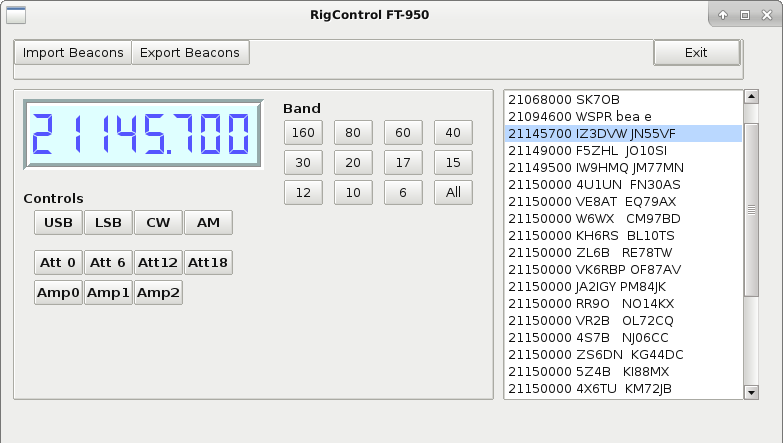 RigControl FT-950
Import Beacons Export Beacons Exit
21145.700
Band
160 80 60 40
30 20 17 15
12 10 6 All
Controls
USB LSB CW AM
Att 0 Att 6 Att12 Att18
Amp0 Amp1 Amp2
21068000 SK7OB
21094600 WSPR bea e
21145700 IZ3DVW JN55VF
21149000 F5ZHL JO10SI
21149500 IW9HMQ JM77MN
21150000 4U1UN FN30AS
21150000 VE8AT EQ79AX
21150000 W6WX CM97BD
21150000 KH6RS BL10TS
21150000 ZL6B RE78TW
21150000 VK6RBP OF87AV
21150000 JA2IGY PM84JK
21150000 RR9O NO14KX
21150000 VR2B OL72CQ
21150000 4S7B NJ06CC
21150000 ZS6DN KG44DC
21150000 5Z4B KI88MX
21150000 4X6TU KM72JB